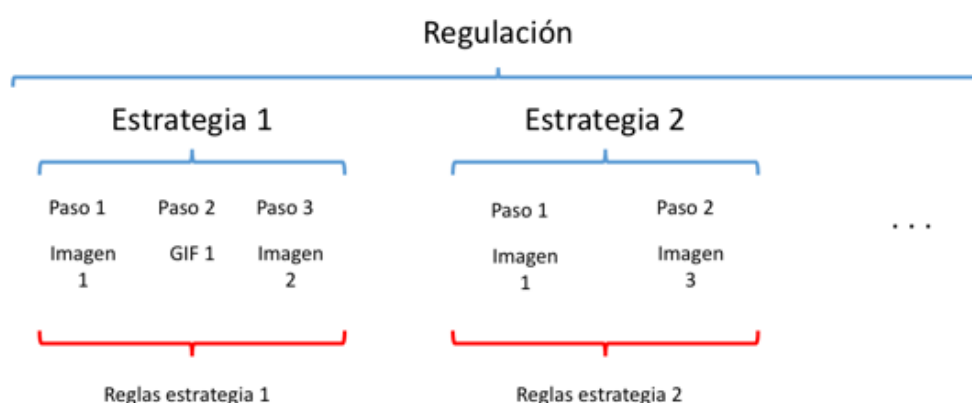 Regulación
Estrategia 1
Estrategia 2
Paso 1
Paso 2
Paso 3
Imagen
1
GIF 1
Imagen
2
Paso 1
Paso 2
Imagen
1
Imagen
3
. . .
Reglas estrategia 1
Reglas estrategia 2